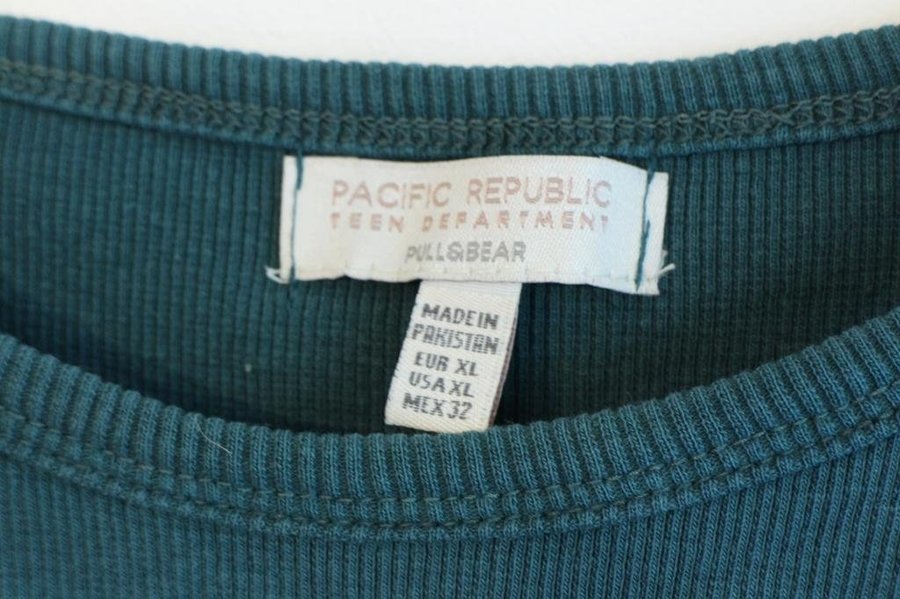 PACIFIC REPUBLIC
TEEN DEPARTMENT
PULL&BEAR
MADE IN
PAKISTAN
EUR XL
USA XL
MEX 32